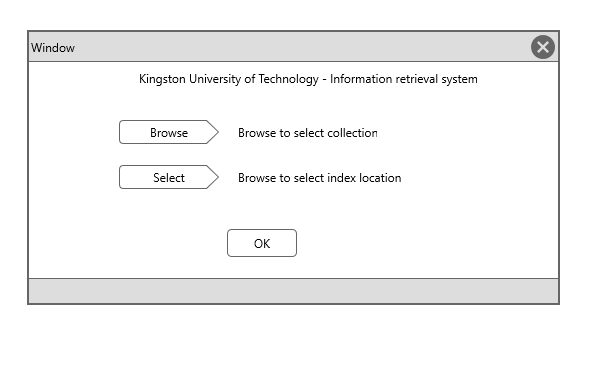 Window
Kingston University of Technology - Information retrieval system
Browse Browse to select collection
Select Browse to select index location
OK